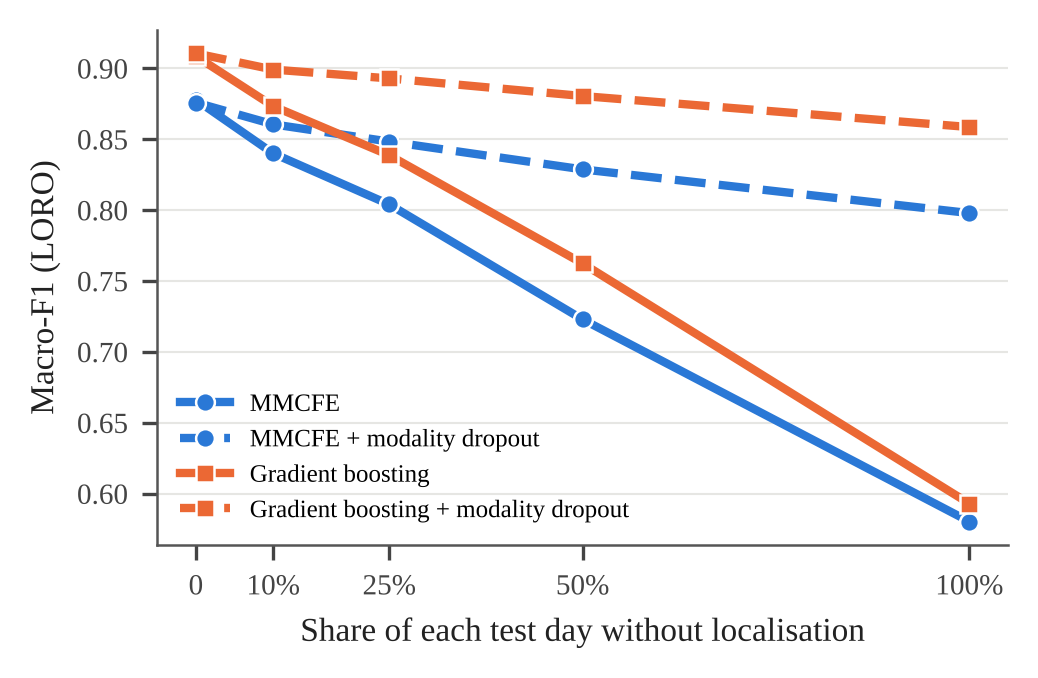 0.90
0.85
0.80
0.75
0.70
0.65
0.60
Macro-F1 (LORO)
MMCFE
MMCFE + modality dropout
Gradient boosting
Gradient boosting + modality dropout
0 10% 25% 50% 100%
Share of each test day without localisation